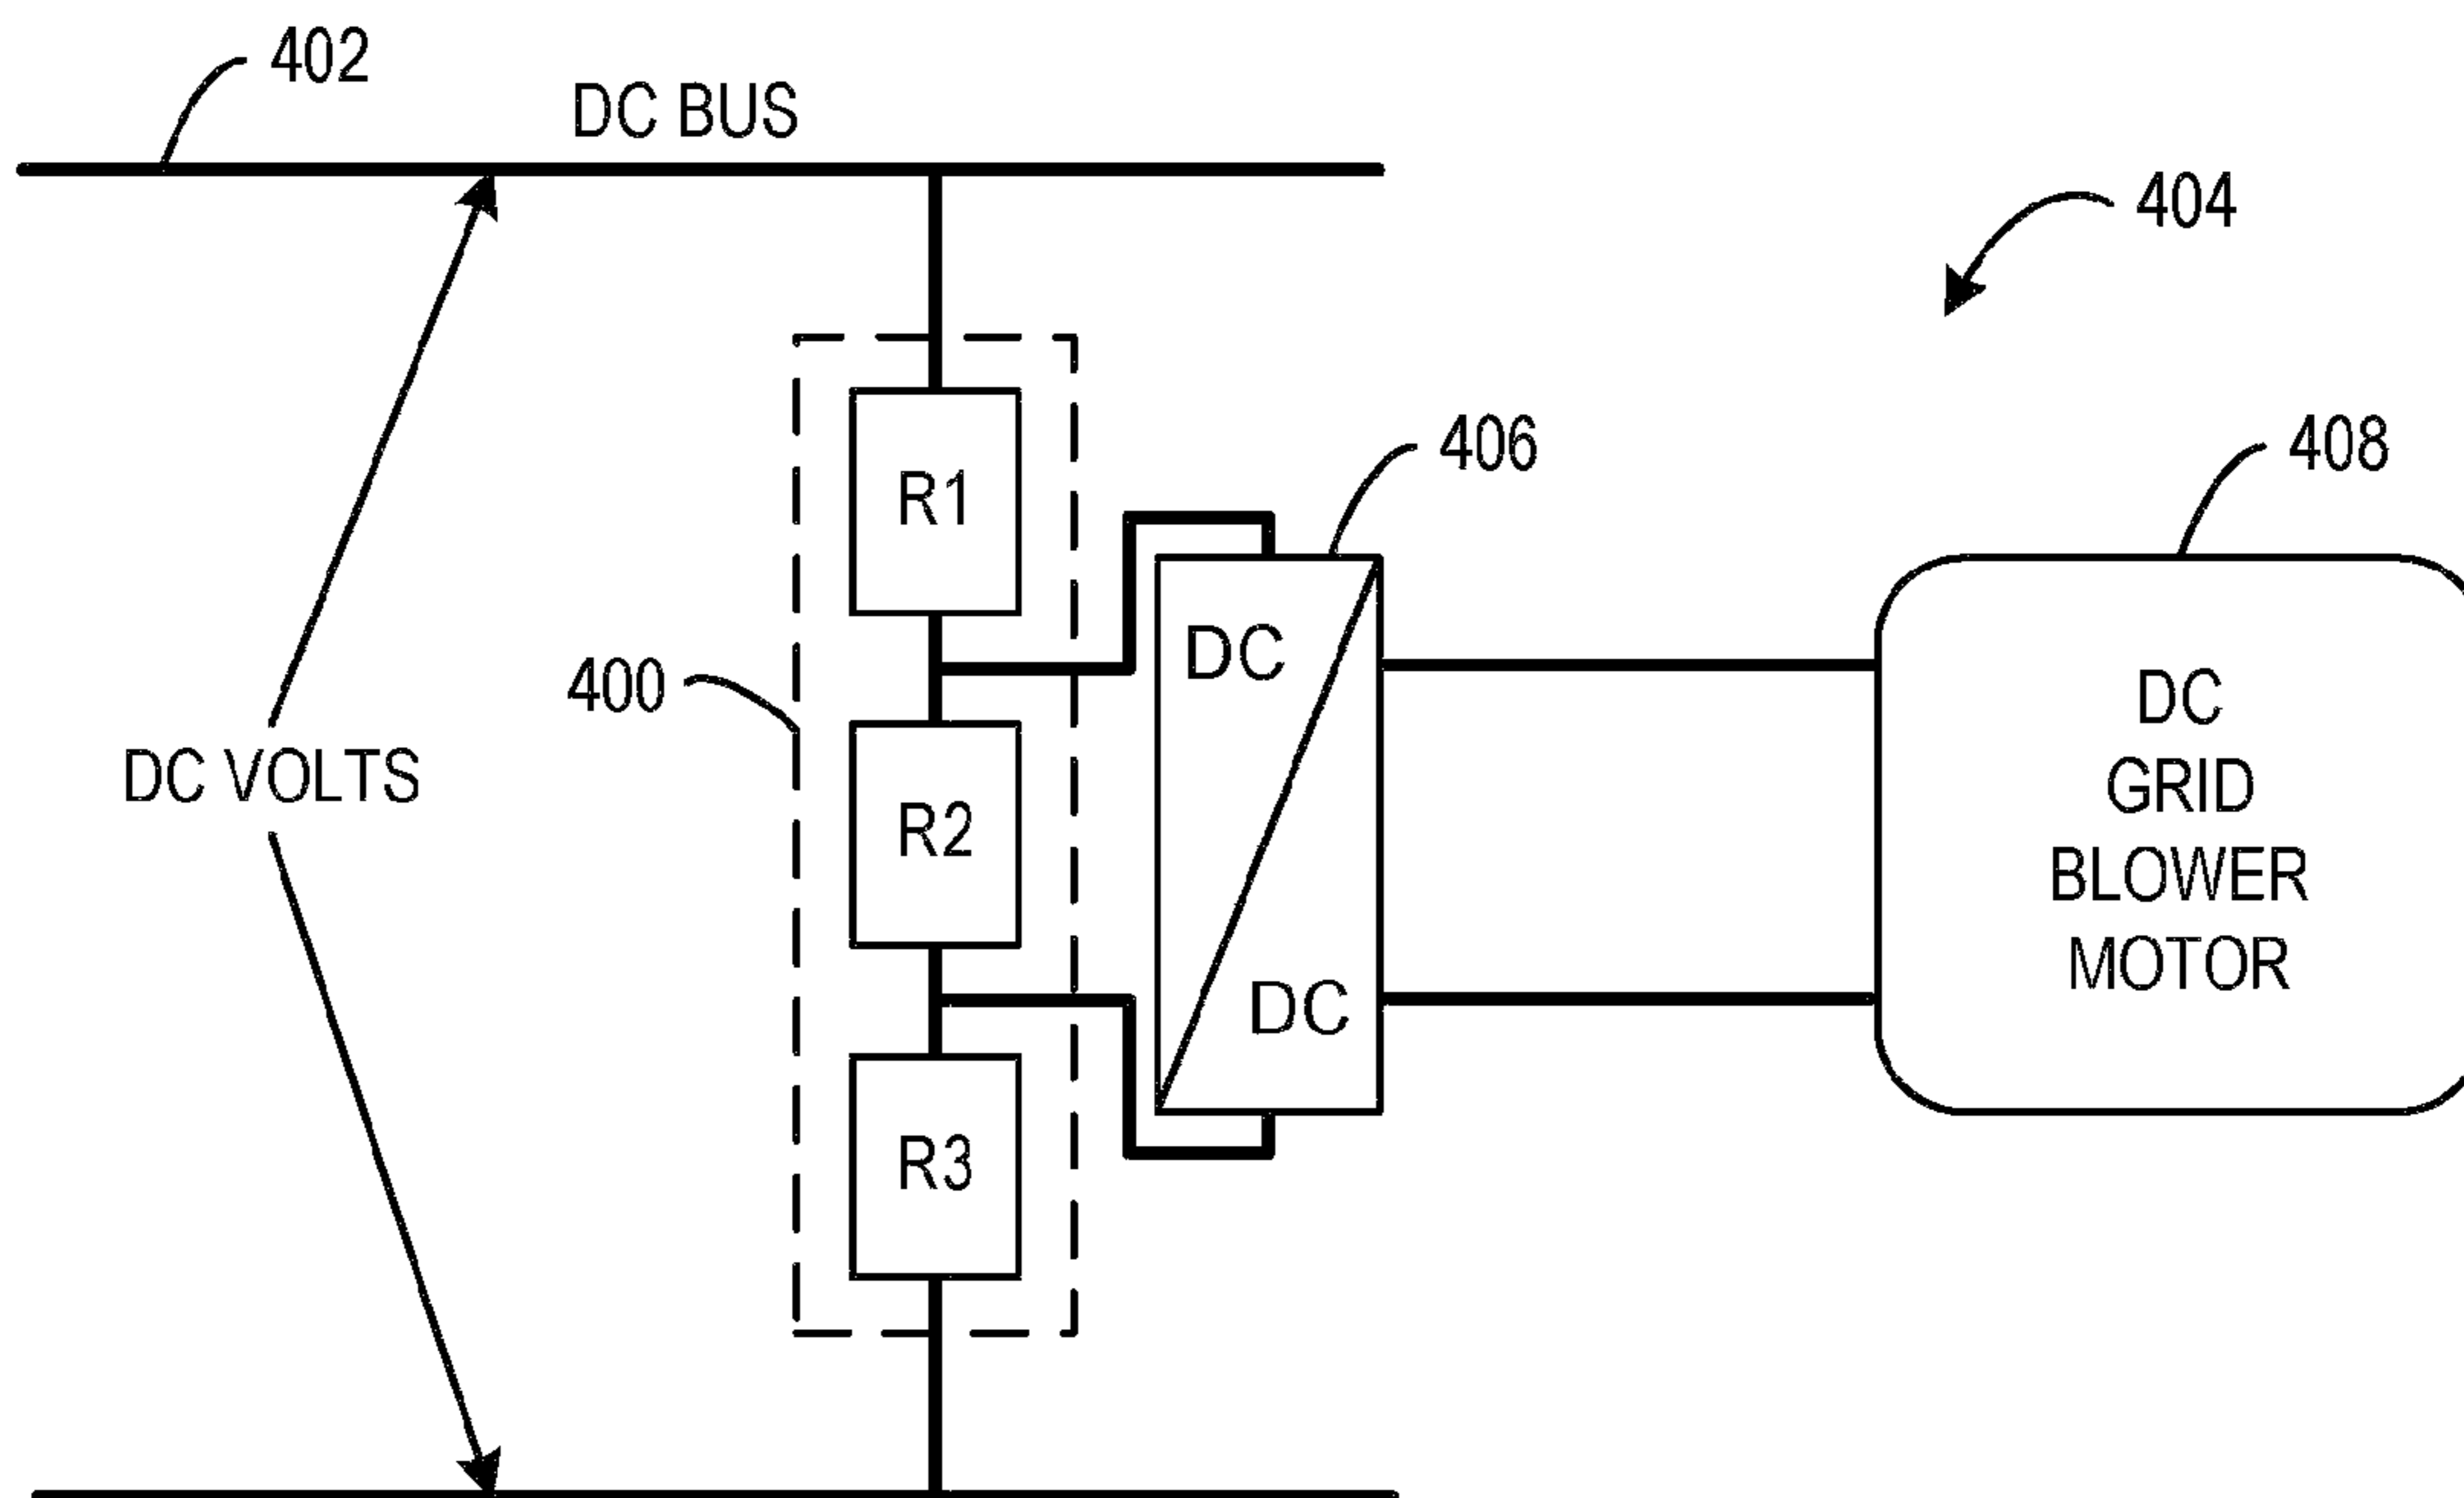 402
DC BUS
404
406
408
R1
DC
400
DC
GRID
BLOWER
MOTOR
DC VOLTS
R2
DC
R3